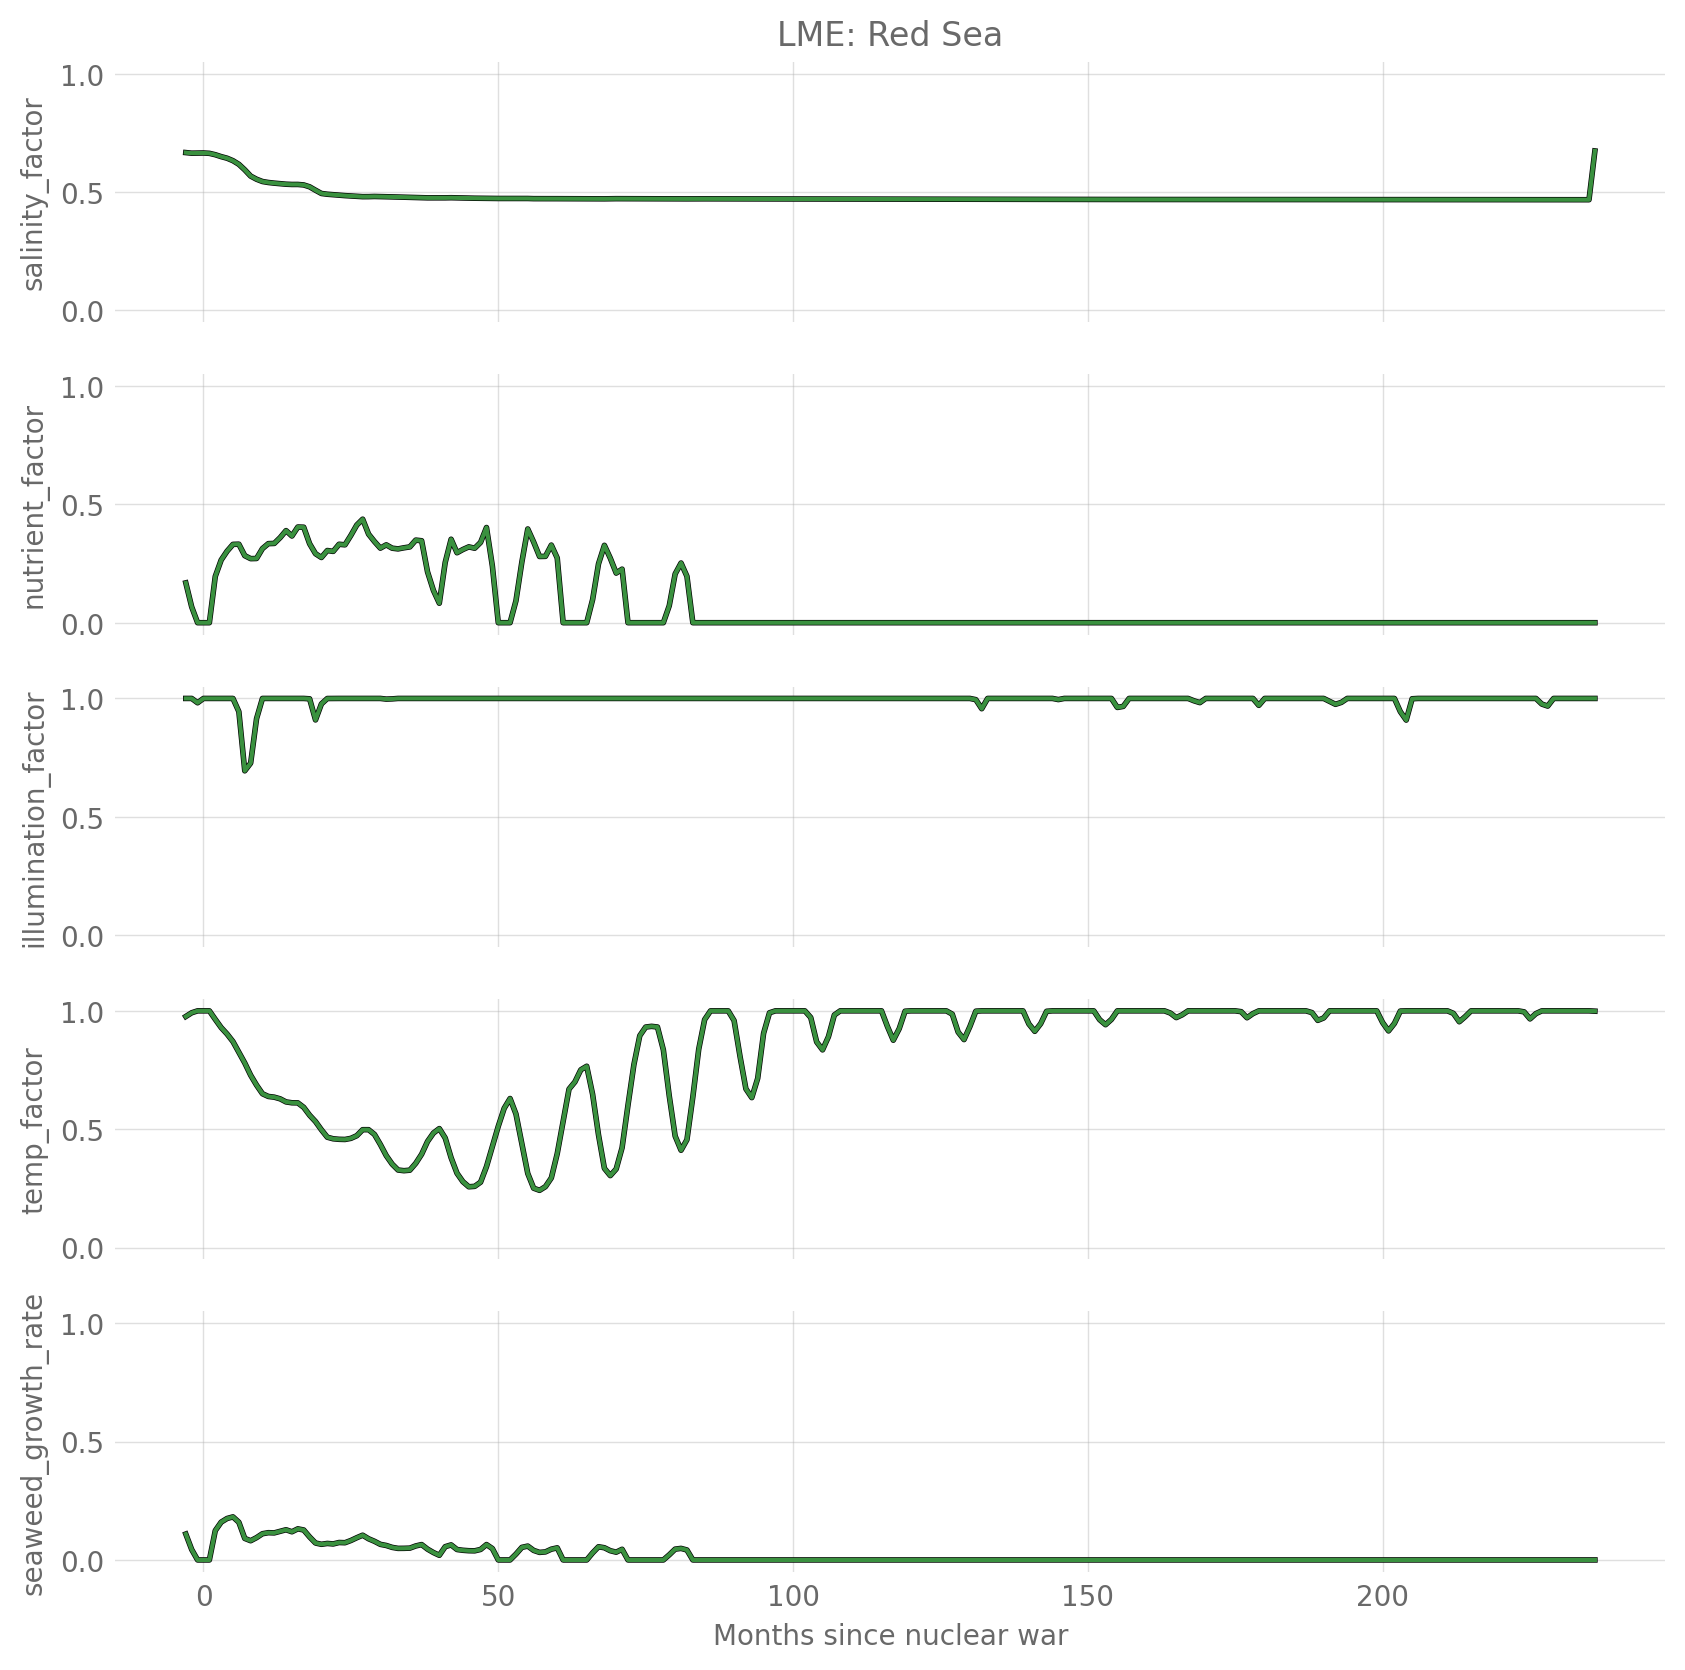 LME: Red Sea
salinity_factor
1.0
0.5
0.0
nutrient_factor
1.0
0.5
0.0
illumination_factor
1.0
0.5
0.0
temp_factor
1.0
0.5
0.0
seaweed_growth_rate
1.0
0.5
0.0
0 50 100 150 200
Months since nuclear war